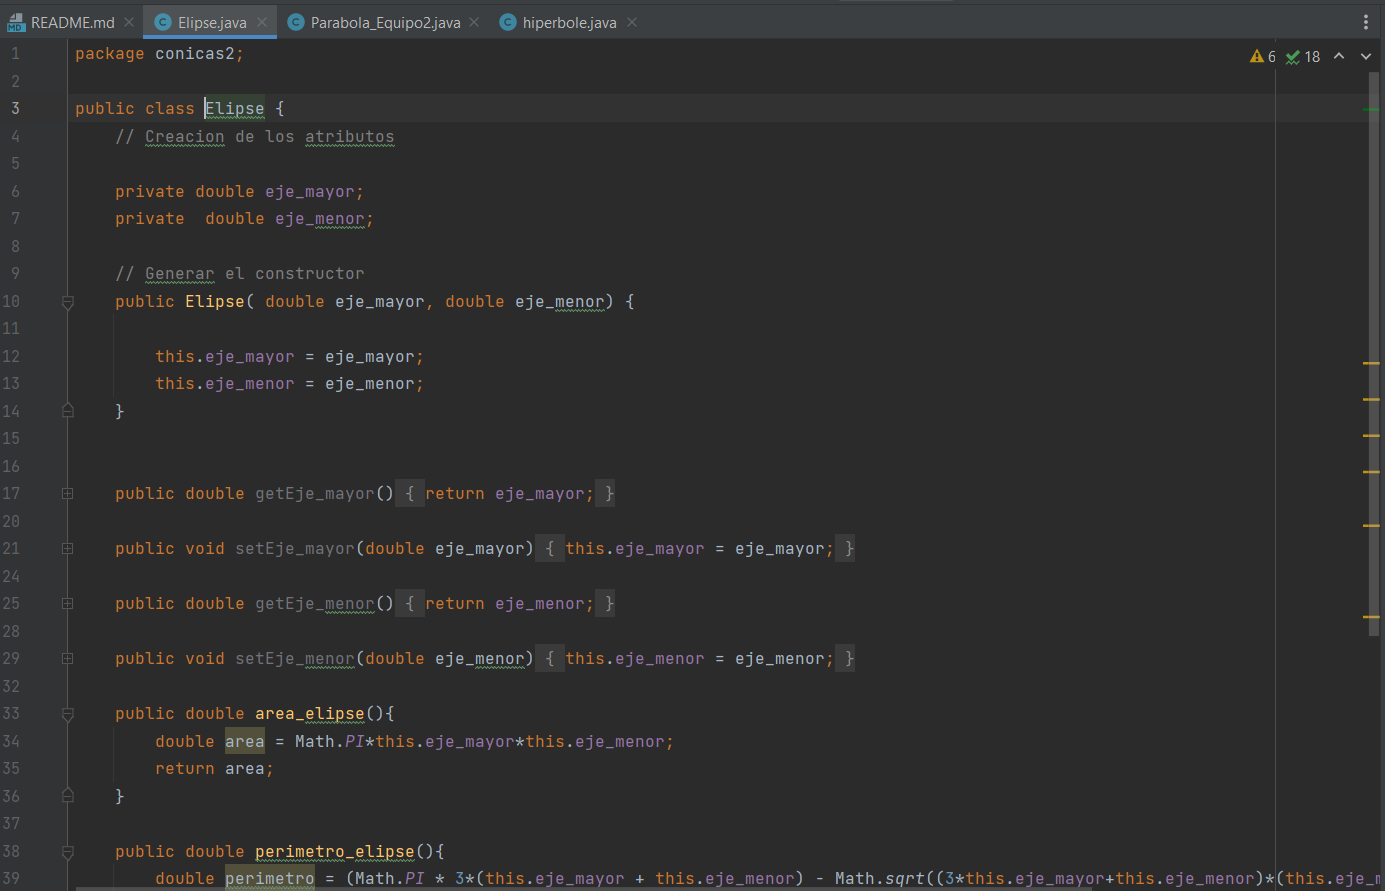 README.md Elipse.java Parabola_Equipo2.java hiperbole.java
6 18
1 package conicas2;
2
3 public class Elipse {
4 // Creacion de los atributos
5
6 private double eje_mayor;
7 private  double eje_menor;
8
9 // Generar el constructor
10 public Elipse( double eje_mayor, double eje_menor) {
11
12 this.eje_mayor = eje_mayor;
13 this.eje_menor = eje_menor;
14 }
15
16
17 public double getEje_mayor() { return eje_mayor; }
20
21 public void setEje_mayor(double eje_mayor) { this.eje_mayor = eje_mayor; }
24
25 public double getEje_menor() { return eje_menor; }
28
29 public void setEje_menor(double eje_menor) { this.eje_menor = eje_menor; }
32
33 public double area_elipse(){
34 double area = Math.PI*this.eje_mayor*this.eje_menor;
35 return area;
36 }
37
38 public double perimetro_elipse(){
39 double perimetro = (Math.PI * 3*(this.eje_mayor + this.eje_menor) - Math.sqrt((3*this.eje_mayor+this.eje_menor)*(this.eje_m